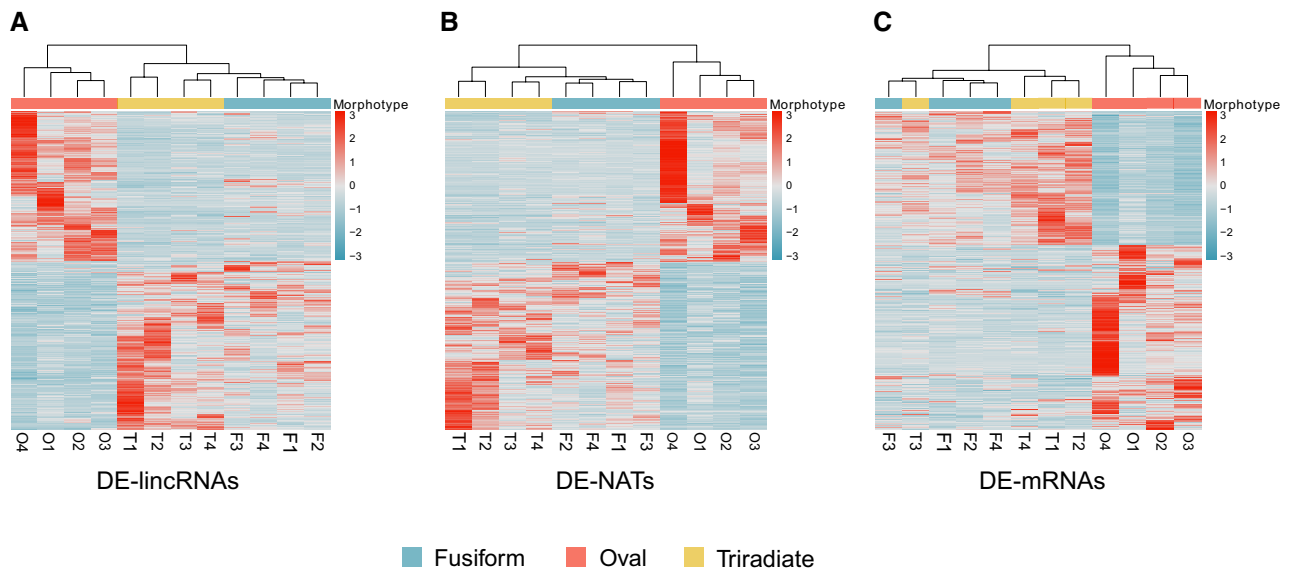 A
B
C
Morphotype
3
2
1
0
−1
−2
−3
Morphotype
3
2
1
0
−1
−2
−3
Morphotype
3
2
1
0
−1
−2
−3
O4 O1 O2 O3 T1 T2 T3 T4 F3 F4 F1 F2
T1 T2 T3 T4 F2 F4 F1 F3 O4 O1 O2 O3
F3 T3 F1 F2 F4 T4 T1 T2 O4 O1 O2 O3
DE-lincRNAs
DE-NATs
DE-mRNAs
Fusiform
Oval
Triradiate